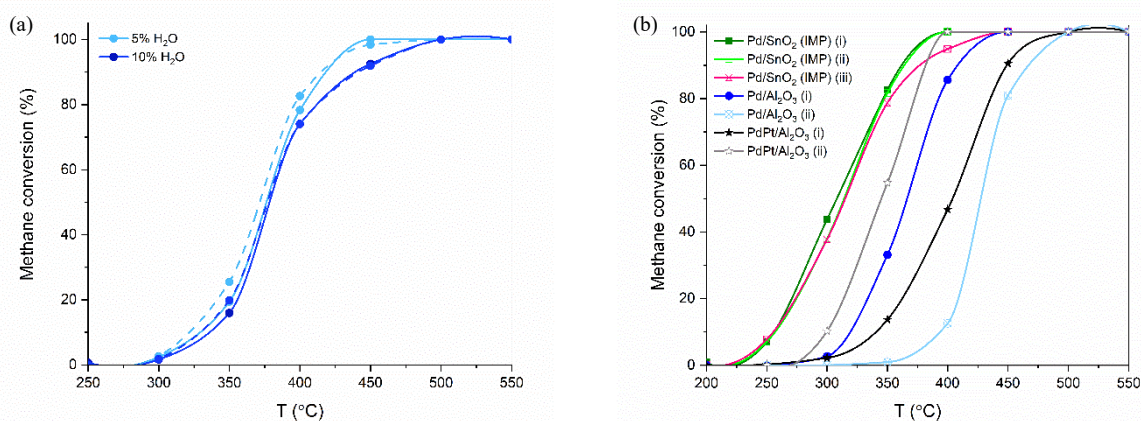 (a)
5% H₂O
10% H₂O
100
80
60
40
20
0
Methane conversion (%)
250 300 350 400 450 500 550
T (°C)
(b)
Pd/SnO₂ (IMP) (i)
Pd/SnO₂ (IMP) (ii)
Pd/SnO₂ (IMP) (iii)
Pd/Al₂O₃ (i)
Pd/Al₂O₃ (ii)
PdPt/Al₂O₃ (i)
PdPt/Al₂O₃ (ii)
100
80
60
40
20
0
Methane conversion (%)
200 250 300 350 400 450 500 550
T (°C)